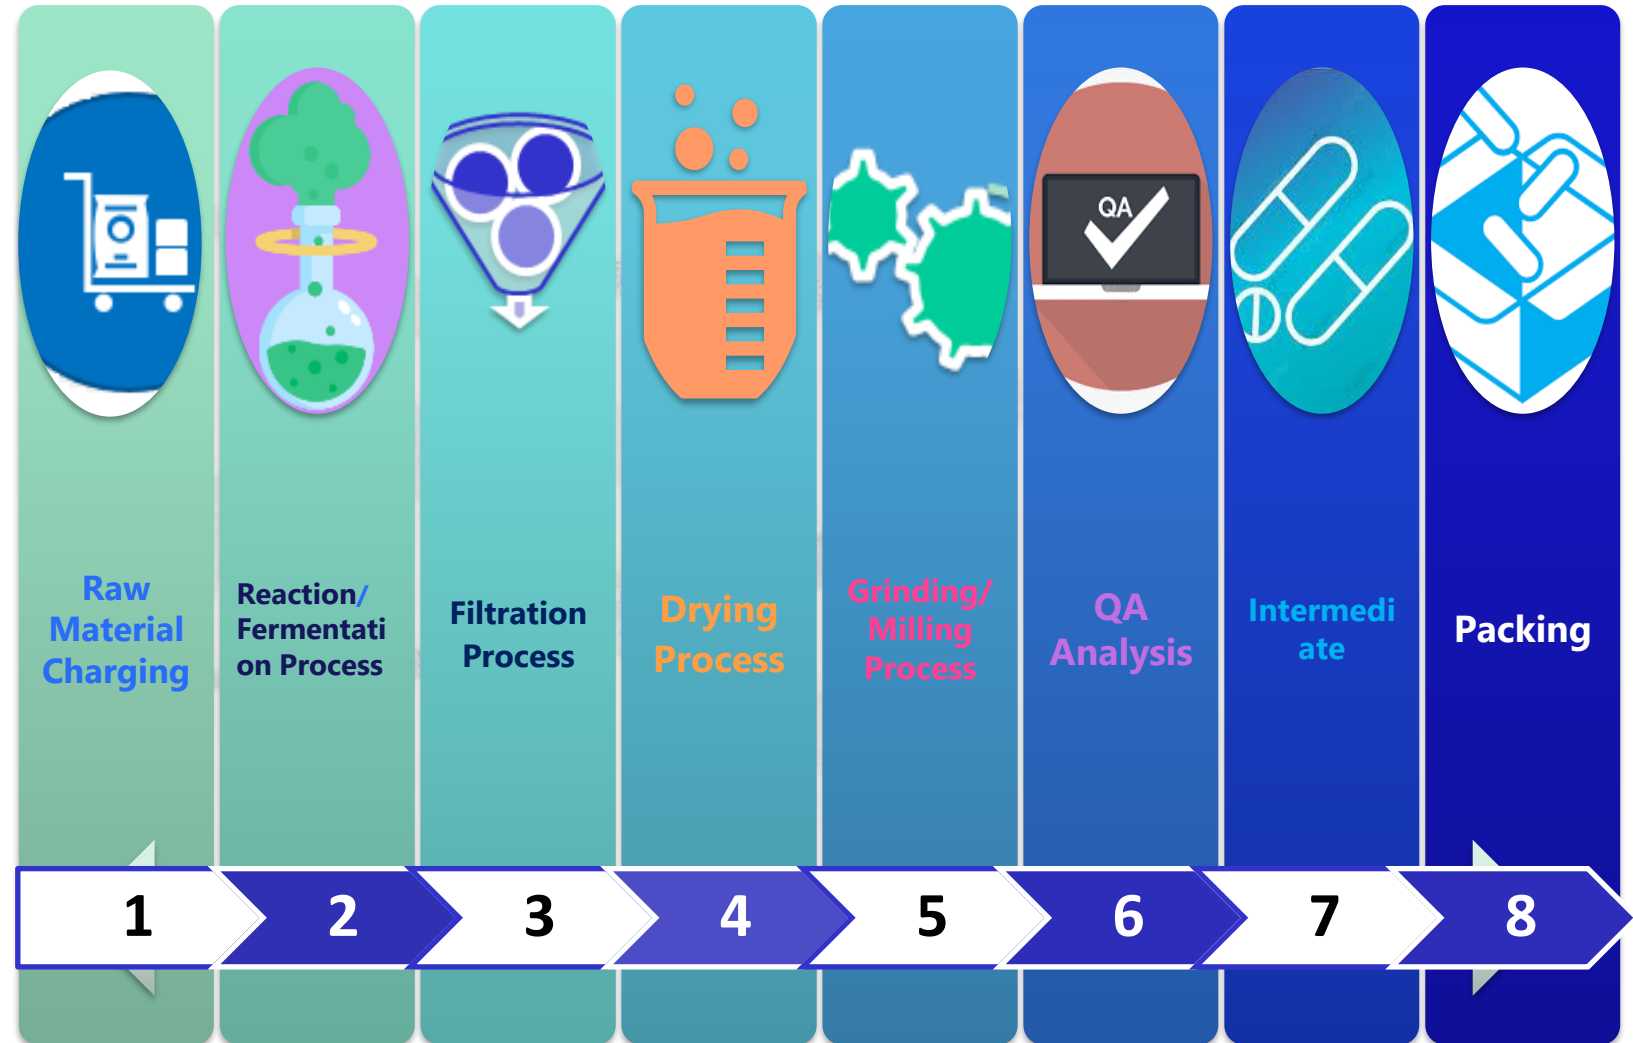 QA
Raw
Material
Charging
Reaction/
Fermentati
on Process
Filtration
Process
Drying
Process
Grinding/
Milling
Process
QA
Analysis
Intermedi
ate
Packing
1
2
3
4
5
6
7
8